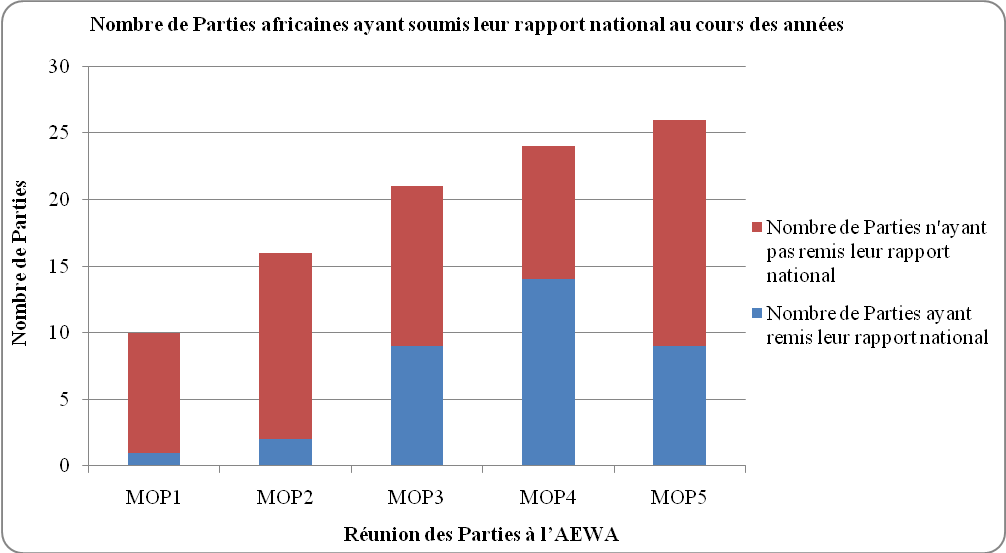 Nombre de Parties africaines ayant soumis leur rapport national au cours des années
30
25
20
15
10
5
0
Nombre de Parties
MOP1 MOP2 MOP3 MOP4 MOP5
Réunion des Parties à l’AEWA
Nombre de Parties n'ayant
pas remis leur rapport
national
Nombre de Parties ayant
remis leur rapport national